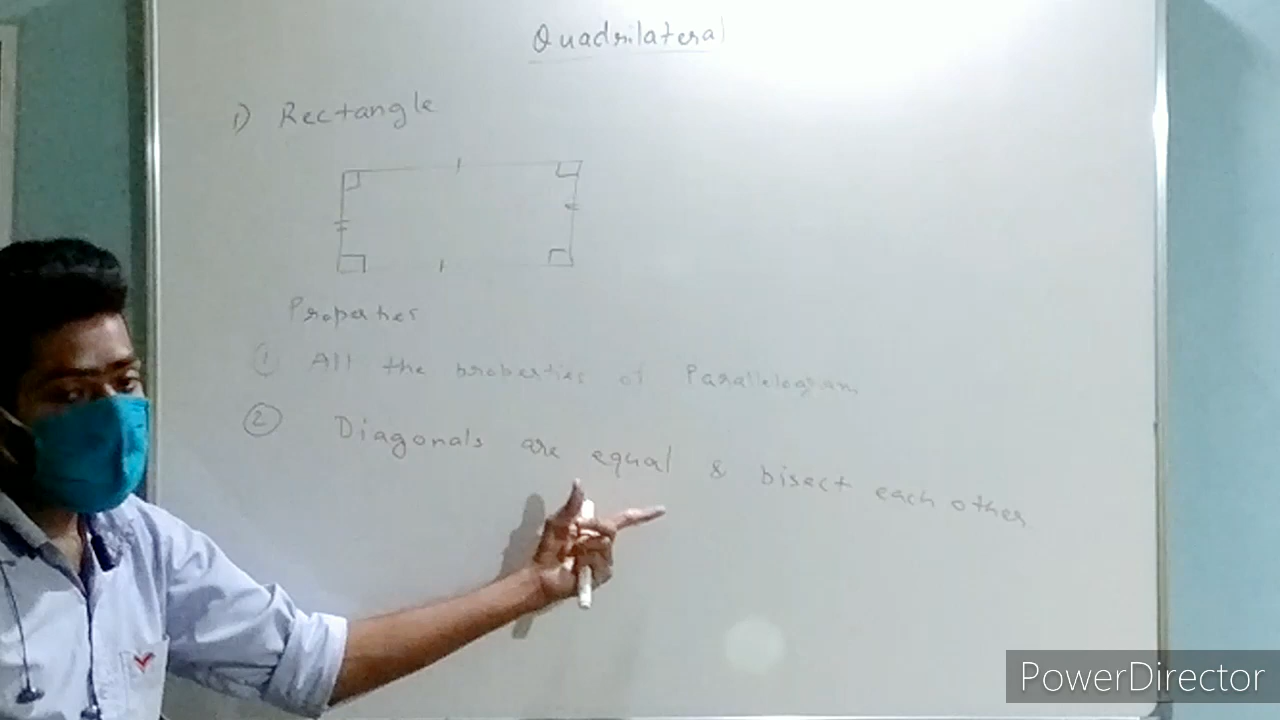 Quadrilateral
1) Rectangle
Properties
① All the properties of Parallelogram
② Diagonals are equal & bisect each other
PowerDirector